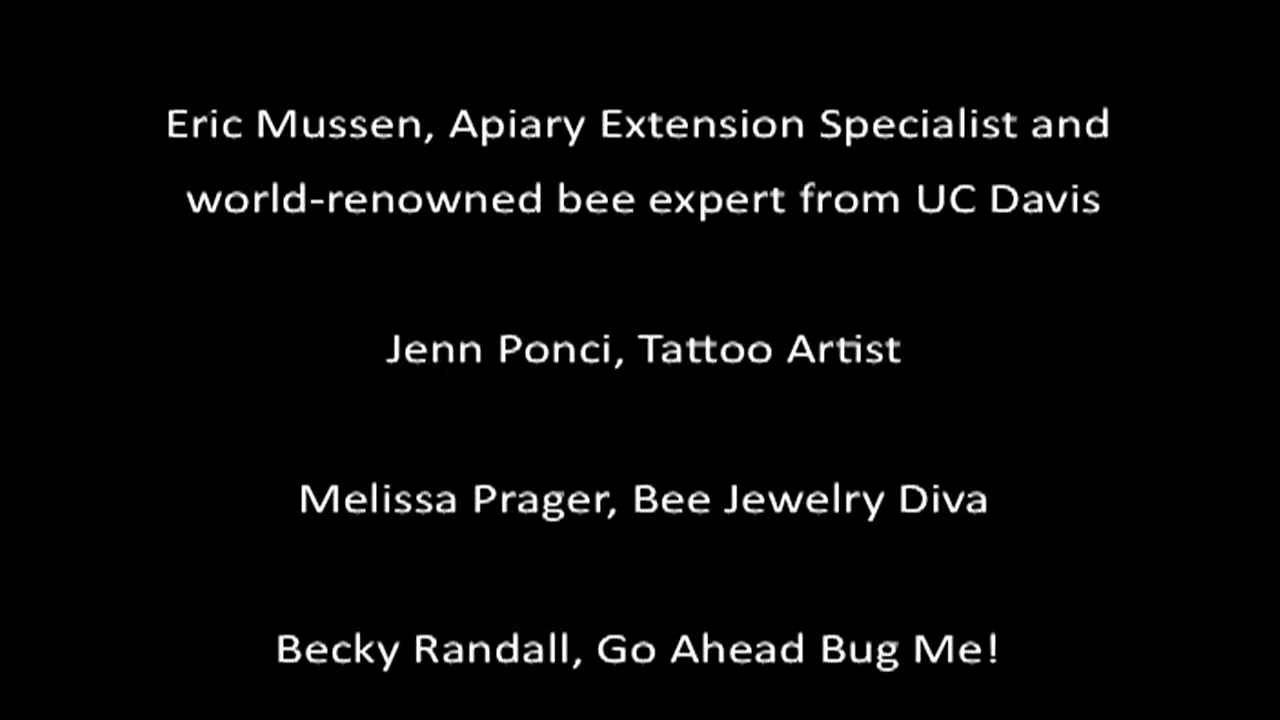 Eric Mussen, Apiary Extension Specialist and
world-renowned bee expert from UC Davis
Jenn Ponci, Tattoo Artist
Melissa Prager, Bee Jewelry Diva
Becky Randall, Go Ahead Bug Me!